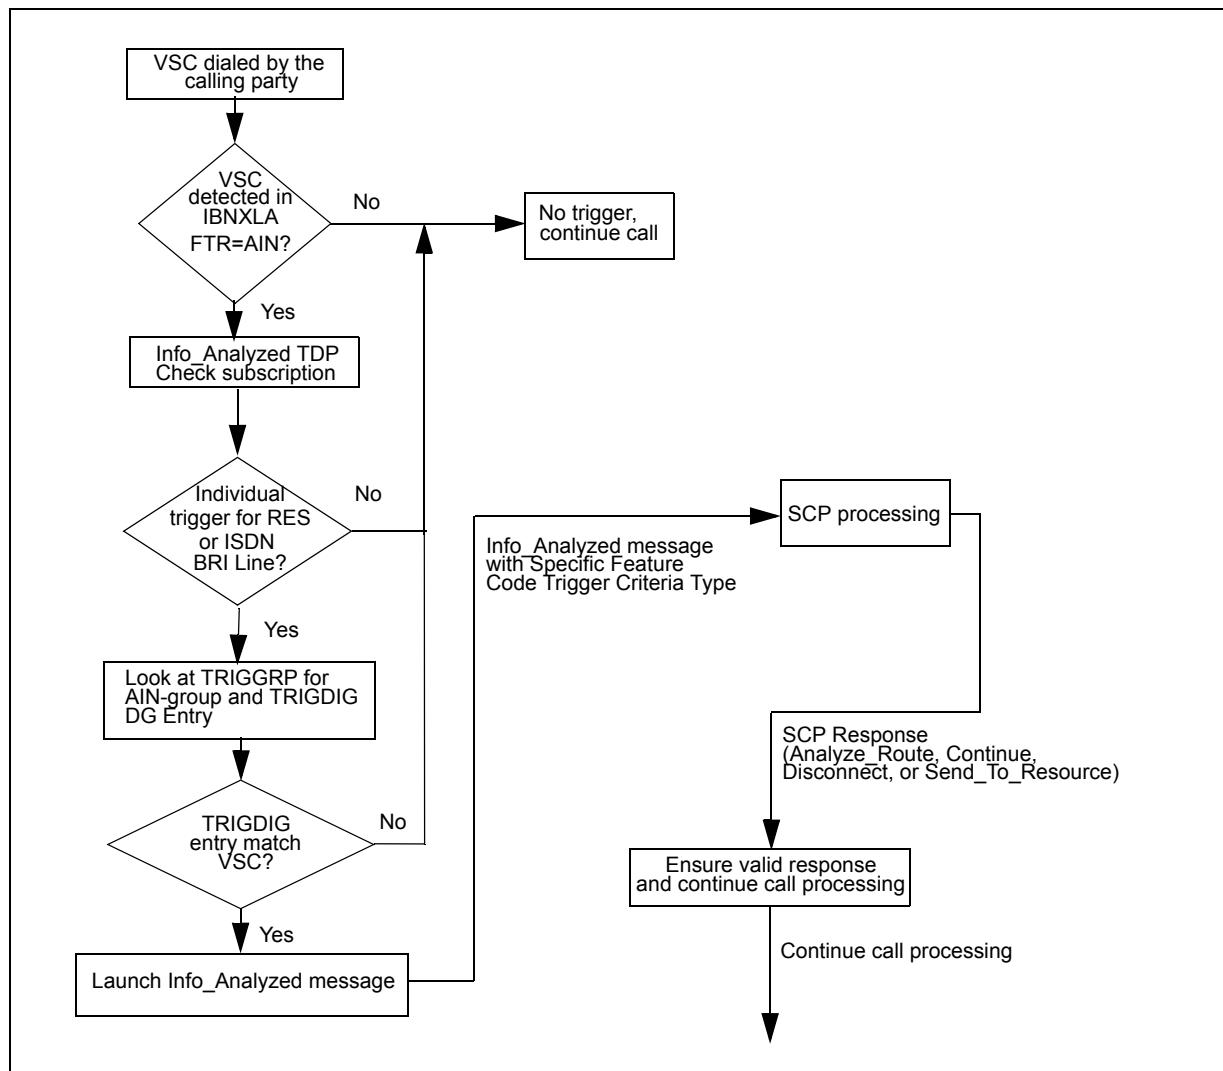 VSC dialed by the
calling party
VSC
detected in
IBNXLA
FTR=AIN?
No
No trigger,
continue call
Yes
Info_Analyzed TDP
Check subscription
Individual
trigger for RES
or ISDN
BRI Line?
No
Yes
Look at TRIGGRP for
AIN-group and TRIGDIG
DG Entry
TRIGDIG
entry match
VSC?
No
Yes
Launch Info_Analyzed message
Info_Analyzed message
with Specific Feature
Code Trigger Criteria Type
SCP processing
SCP Response
(Analyze_Route, Continue,
Disconnect, or Send_To_Resource)
Ensure valid response
and continue call processing
Continue call processing